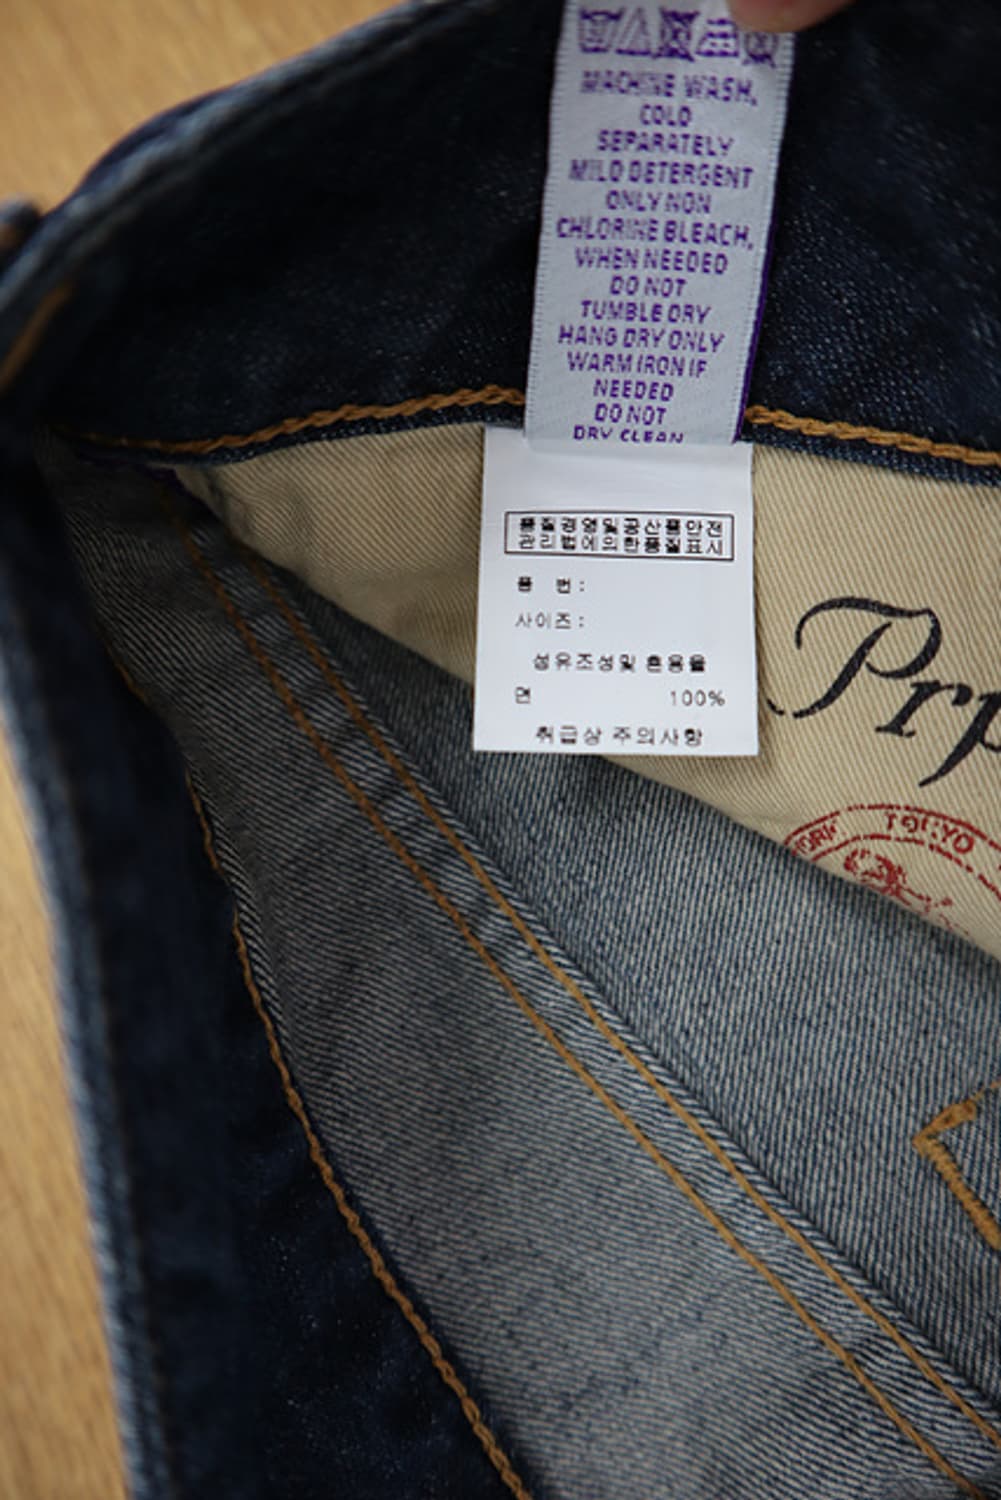 MACHINE WASH,
COLD
SEPARATELY
MILD DETERGENT
ONLY NON
CHLORINE BLEACH,
WHEN NEEDED
DO NOT
TUMBLE DRY
HANG DRY ONLY
WARM IRON IF
NEEDED
DO NOT
DRY CLEAN
품질경영및공산품안전
관리법에의한품질표시
품 번 :
사이즈 :
섬유조성및 혼용율
면 100%
취급상 주의사항
Prp
TOKYO